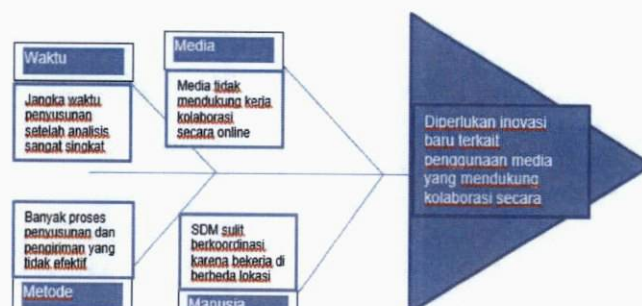 Waktu
Jangka waktu
penyusunan
setelah analisis
sangat singkat
Media
Media tidak
mendukung kerja
kolaborasi
secara online
Diperlukan inovasi
baru terkait
penggunaan media
yang mendukung
kolaborasi secara
Banyak proses
penyusunan dan
pengiriman yang
tidak efektif
Metode
SDM sulit
berkoordinasi
karena bekerja di
berbeda lokasi
Manusia